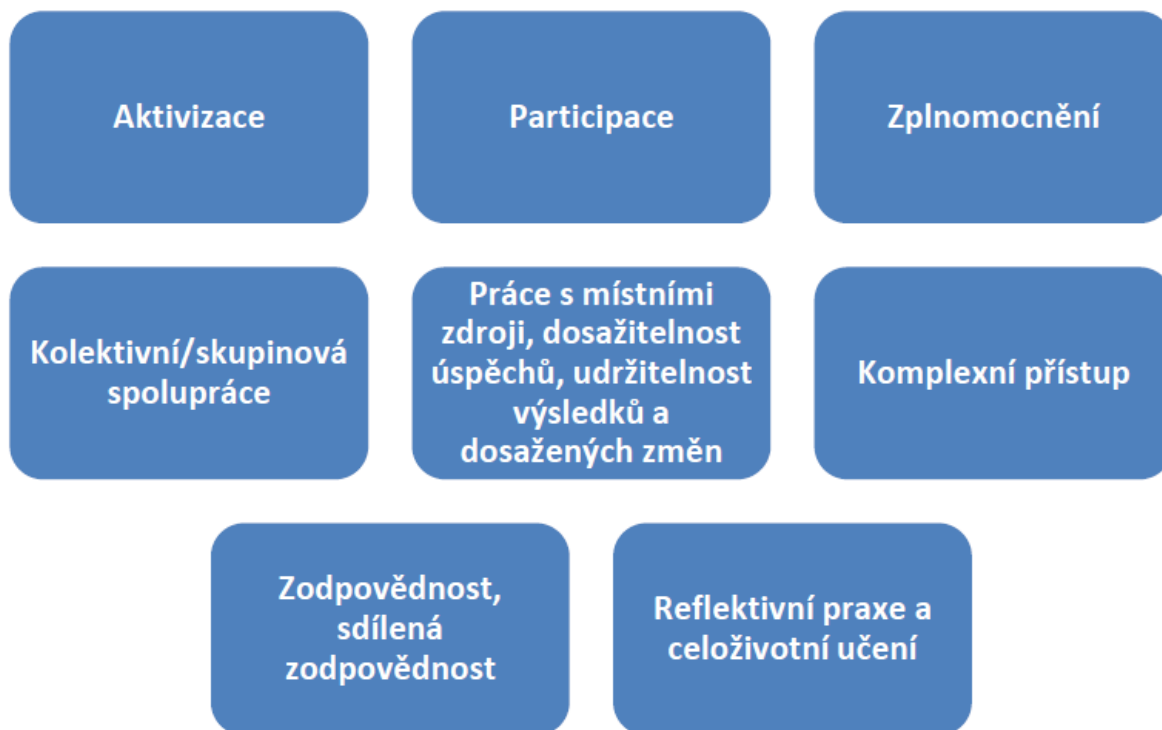 Aktivizace
Participace
Zplnomocnění
Kolektivní/skupinová
spolupráce
Práce s místními
zdroji, dosažitelnost
úspěchů, udržitelnost
výsledků a
dosažených změn
Komplexní přístup
Zodpovědnost,
sdílená
zodpovědnost
Reflektivní praxe a
celoživotní učení